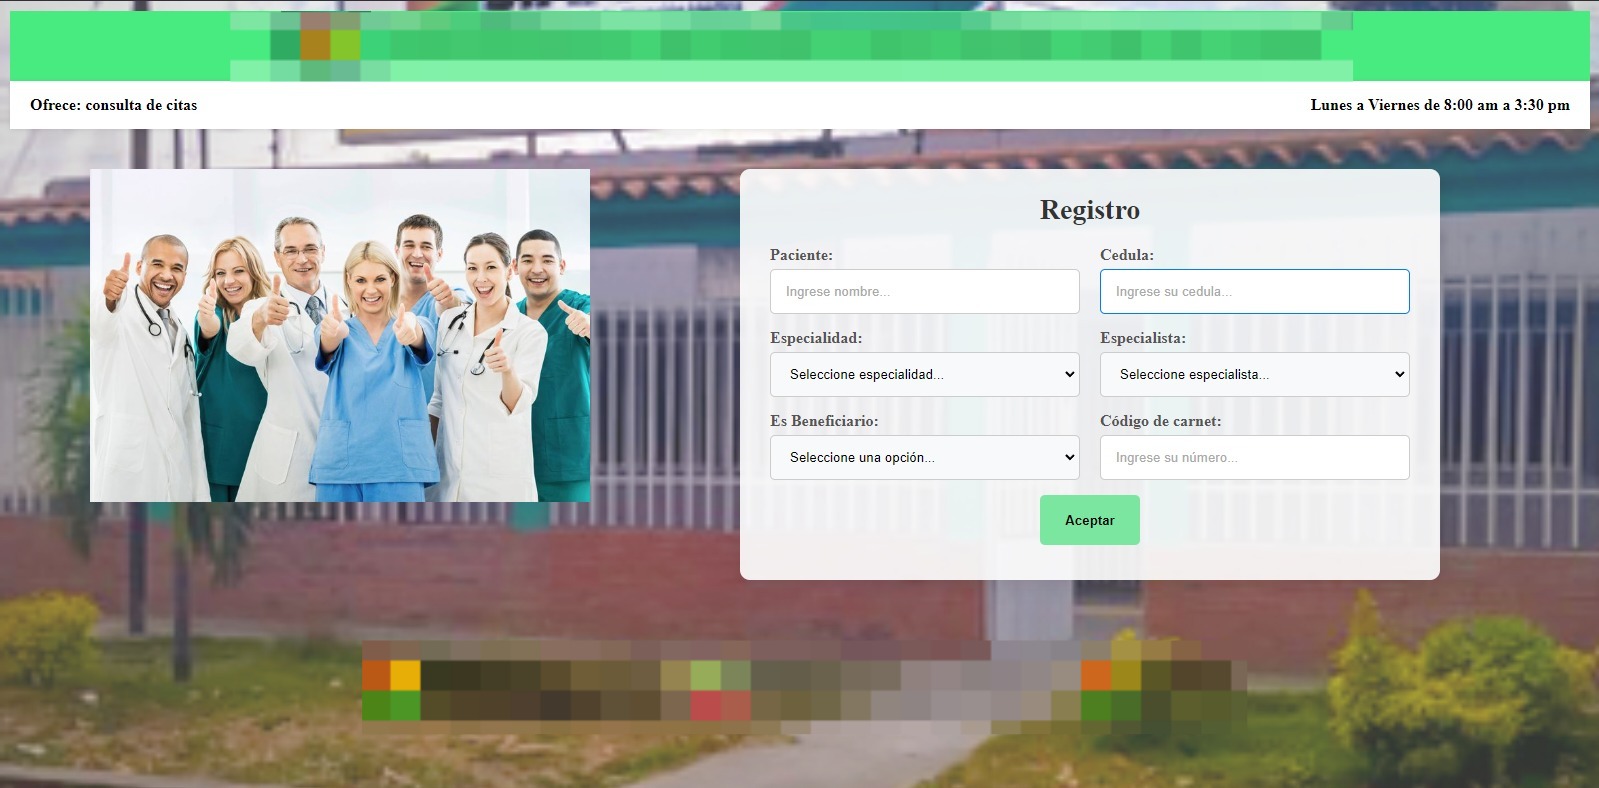 Ofrece: consulta de citas
Lunes a Viernes de 8:00 am a 3:30 pm
Registro
Paciente:
Cedula:
Ingrese nombre...
Ingrese su cedula...
Especialidad:
Especialista:
Seleccione especialidad...
Seleccione especialista...
Es Beneficiario:
Código de carnet:
Seleccione una opción...
Ingrese su número...
Aceptar